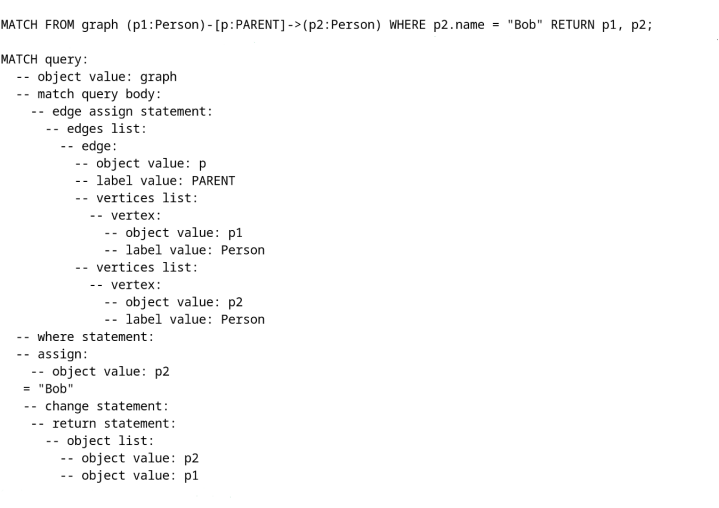 MATCH FROM graph (p1:Person)-[p:PARENT]->(p2:Person) WHERE p2.name = "Bob" RETURN p1, p2;
MATCH query:
-- object value: graph
-- match query body:
-- edge assign statement:
-- edges list:
-- edge:
-- object value: p
-- label value: PARENT
-- vertices list:
-- vertex:
-- object value: p1
-- label value: Person
-- vertices list:
-- vertex:
-- object value: p2
-- label value: Person
-- where statement:
-- assign:
-- object value: p2
= "Bob"
-- change statement:
-- return statement:
-- object list:
-- object value: p2
-- object value: p1